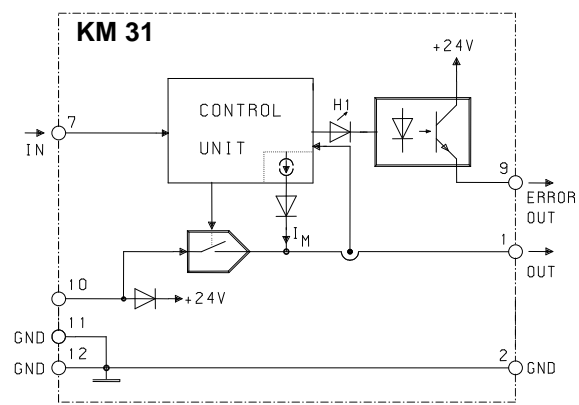 KM 31
+24V
7
IN
CONTROL
UNIT
H1
9
ERROR
OUT
I M
1
OUT
10
+24V
11
GND
12
GND
2
GND